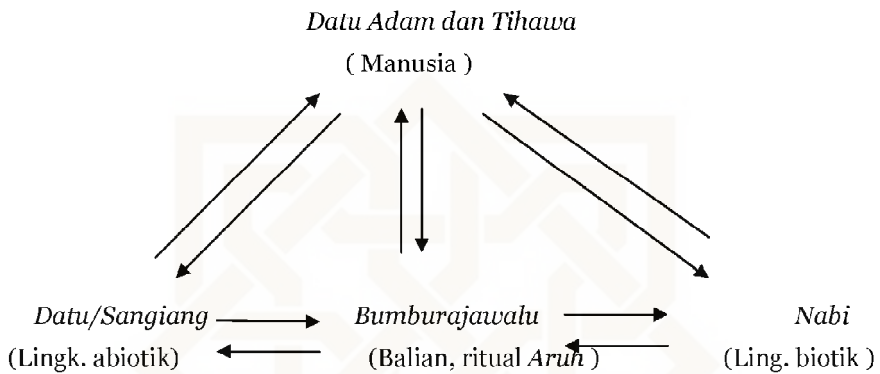 Datu Adam dan Tihawa
( Manusia )
Datu/Sangiang Bumburajawalu Nabi
(Lingk. abiotik) (Balian, ritual Aruh ) (Ling. biotik )